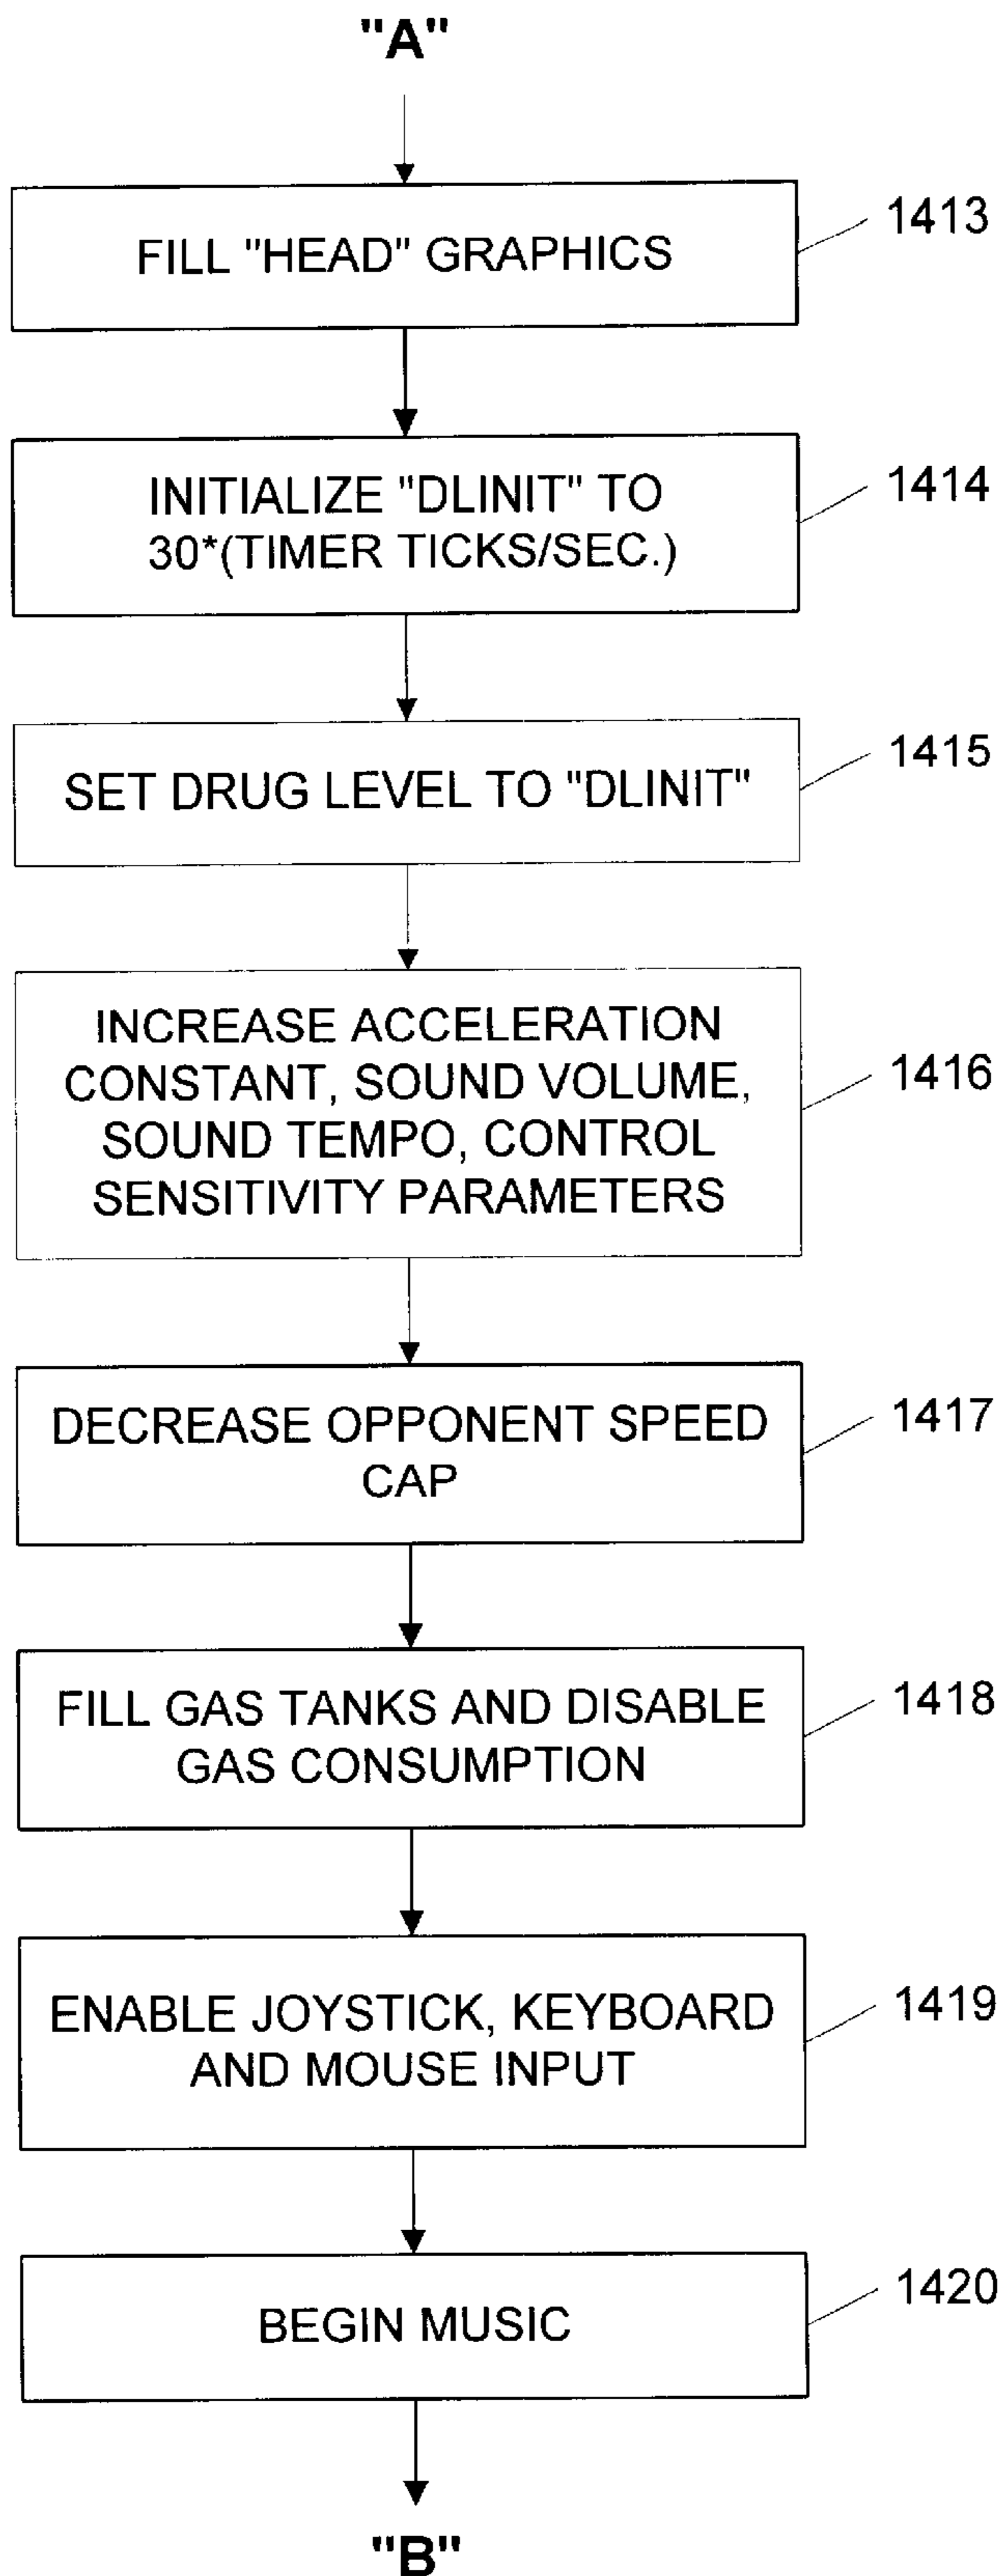 "A"
FILL "HEAD" GRAPHICS
1413
INITIALIZE "DLINIT" TO
30*(TIMER TICKS/SEC.)
1414
SET DRUG LEVEL TO "DLINIT"
1415
INCREASE ACCELERATION
CONSTANT, SOUND VOLUME,
SOUND TEMPO, CONTROL
SENSITIVITY PARAMETERS
1416
DECREASE OPPONENT SPEED
CAP
1417
FILL GAS TANKS AND DISABLE
GAS CONSUMPTION
1418
ENABLE JOYSTICK, KEYBOARD
AND MOUSE INPUT
1419
BEGIN MUSIC
1420
"B"